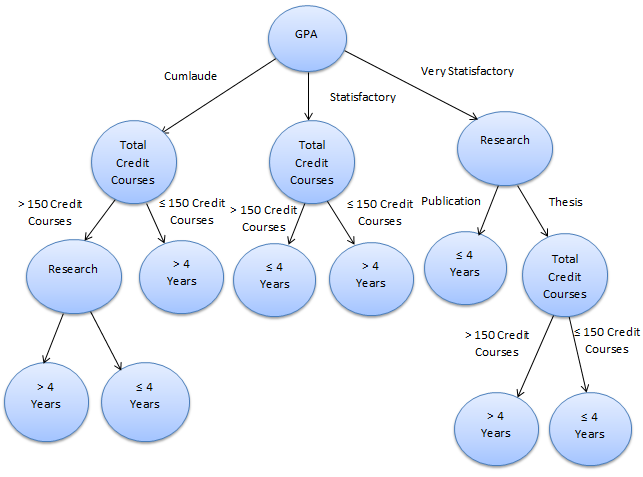 GPA
Cumlaude
Statisfactory
Very Statisfactory
Total
Credit
Courses
Total
Credit
Courses
Research
> 150 Credit
Courses
≤ 150 Credit
Courses
> 150 Credit
Courses
≤ 150 Credit
Courses
Publication
Thesis
Research
> 4
Years
≤ 4
Years
> 4
Years
≤ 4
Years
Total
Credit
Courses
> 150 Credit
Courses
≤ 150 Credit
Courses
> 4
Years
≤ 4
Years
> 4
Years
≤ 4
Years